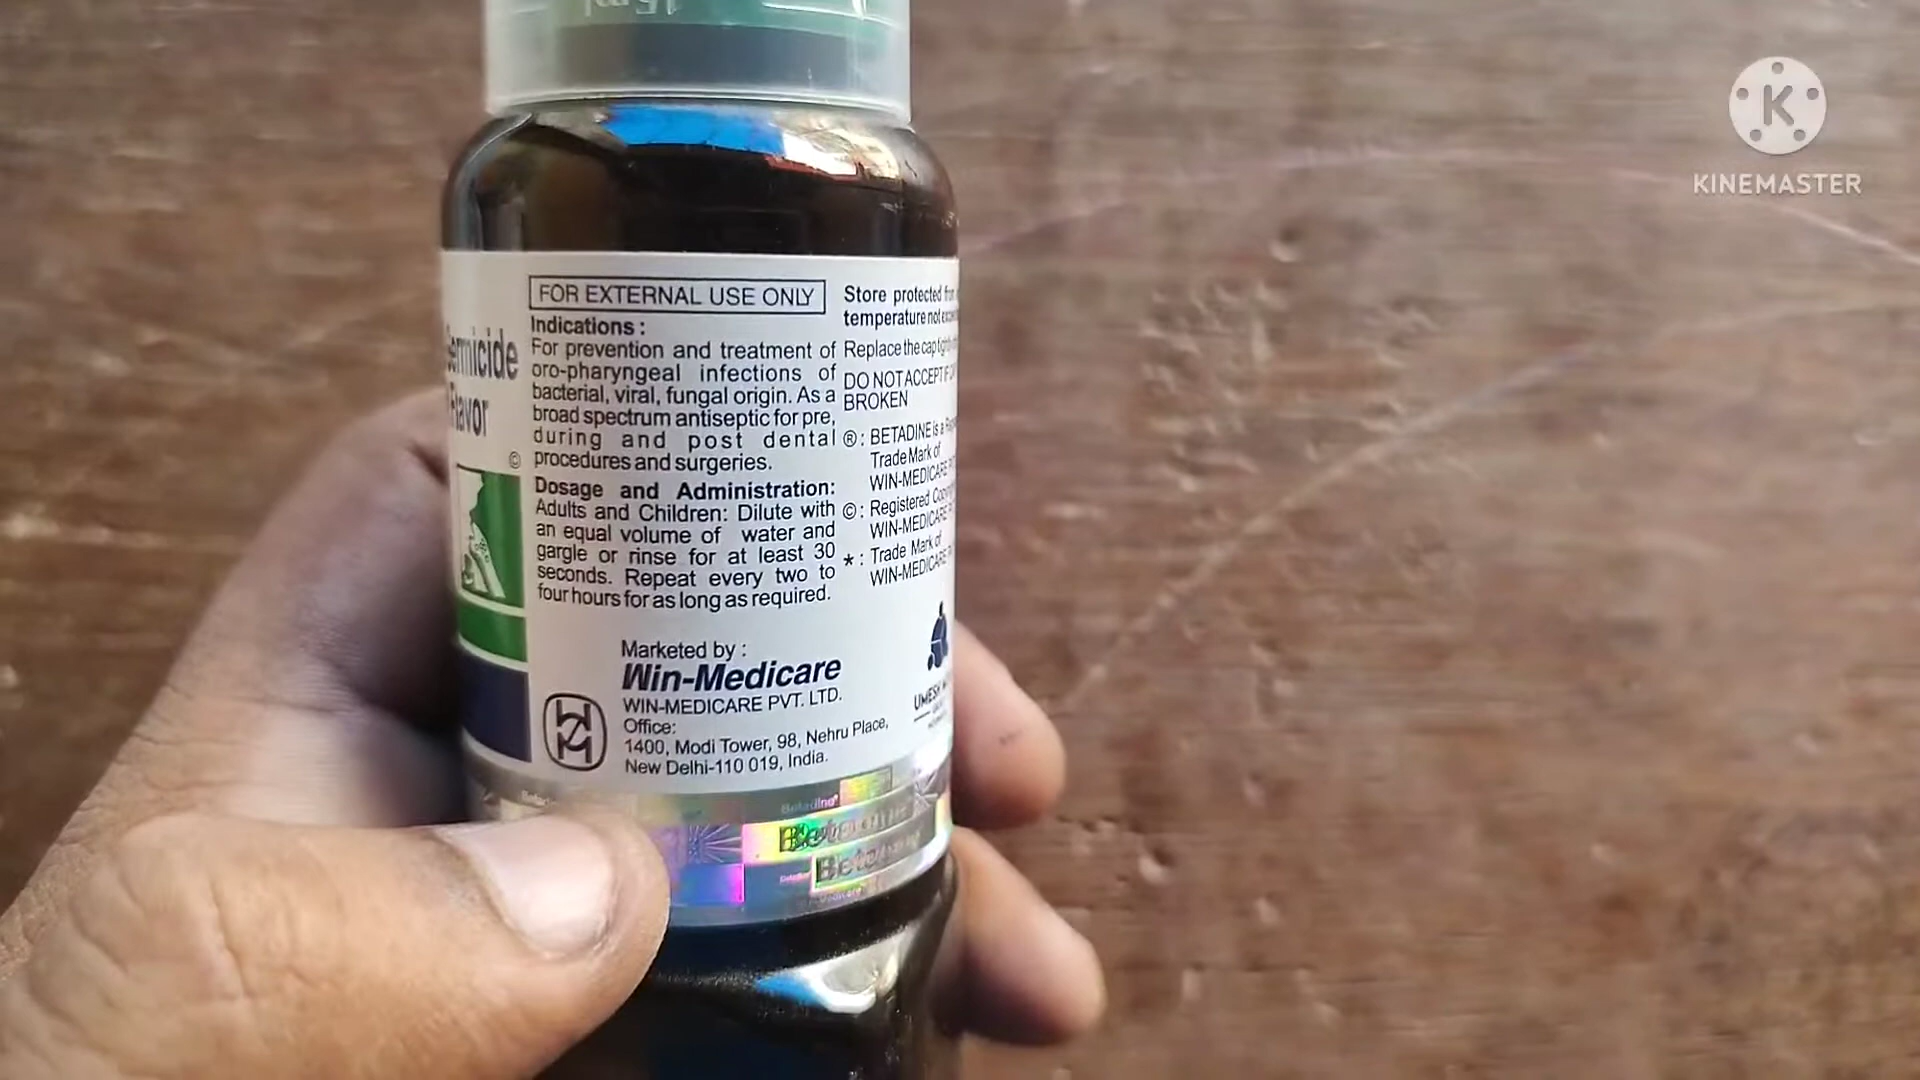 15ml
KINEMASTER
Germicide
Flavor
©
FOR EXTERNAL USE ONLY
Indications :
For prevention and treatment of
oro-pharyngeal infections of
bacterial, viral, fungal origin. As a
broad spectrum antiseptic for pre,
during and post dental
procedures and surgeries.
Dosage and Administration:
Adults and Children: Dilute with
an equal volume of water and
gargle or rinse for at least 30
seconds. Repeat every two to
four hours for as long as required.
Marketed by :
Win-Medicare
WIN-MEDICARE PVT. LTD.
Office:
1400, Modi Tower, 98, Nehru Place,
New Delhi-110 019, India.
Store protected from
temperature not
Replace the cap
DO NOT ACCEPT IF
BROKEN
®: BETADINE is a
Trade Mark of
WIN-MEDICARE
©: Registered
WIN-MEDICARE
*: Trade Mark of
WIN-MEDICARE
UMESH
Betadine